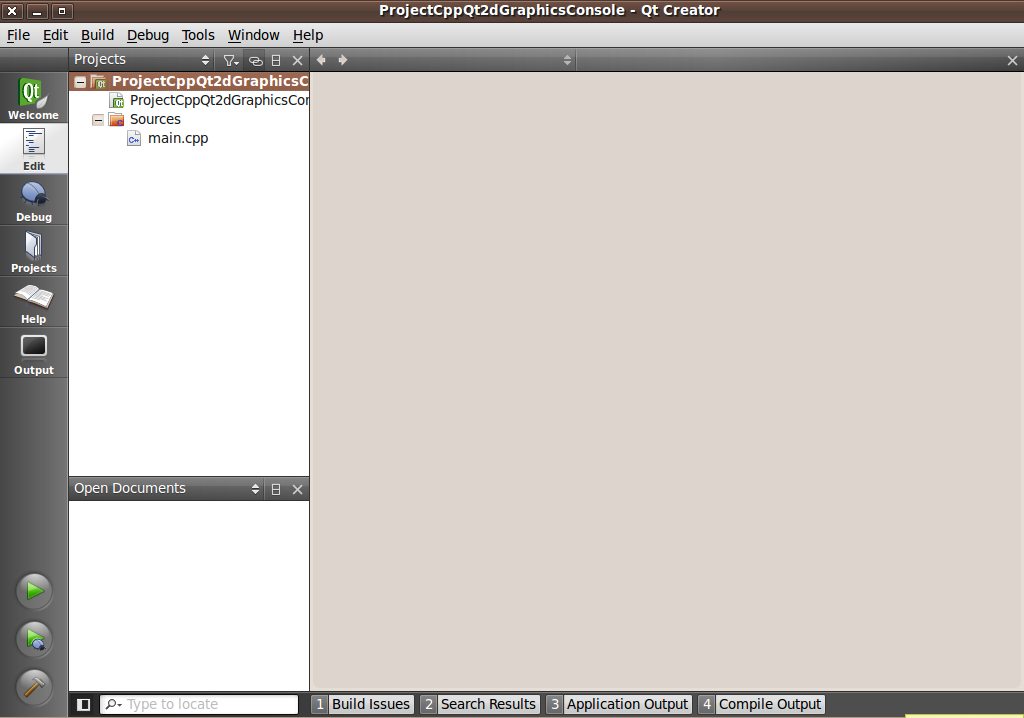 ProjectCppQt2dGraphicsConsole - Qt Creator
File Edit Build Debug Tools Window Help
Projects
ProjectCppQt2dGraphicsC
ProjectCppQt2dGraphicsCon
Sources
main.cpp
Qt
Welcome
Edit
Debug
Projects
Help
Output
Open Documents
Type to locate
1 Build Issues 2 Search Results 3 Application Output 4 Compile Output